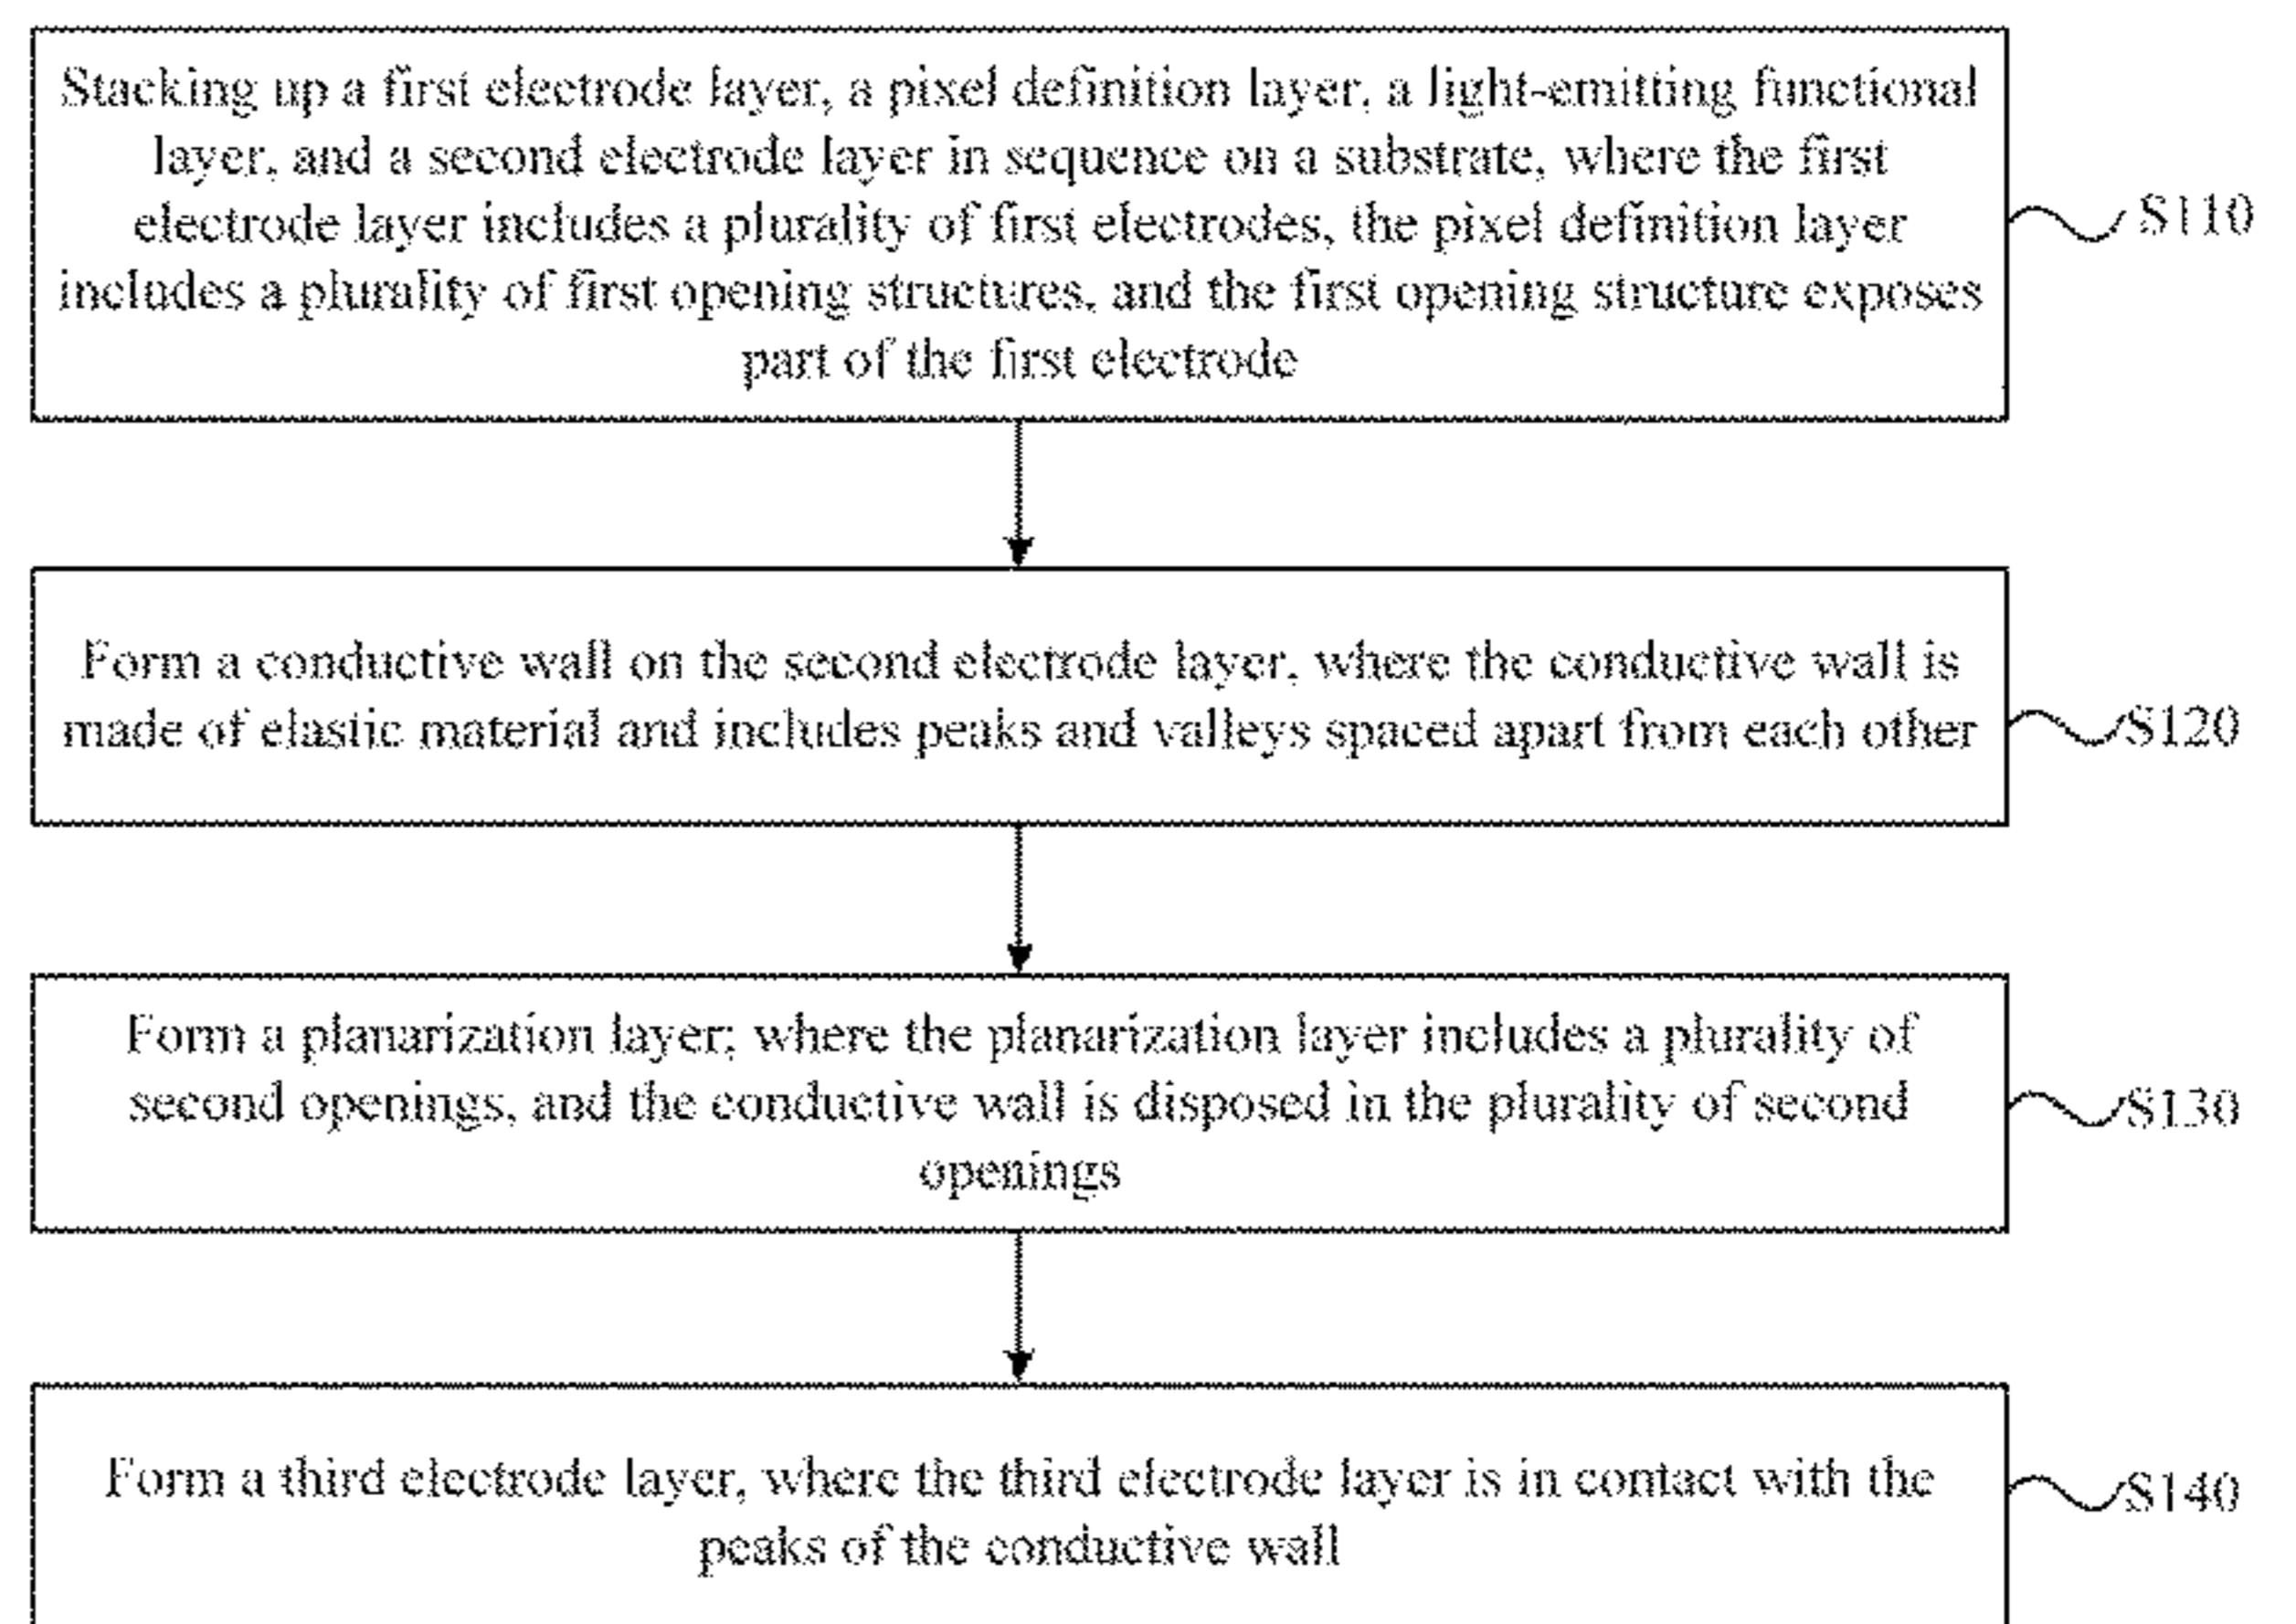 Stacking up a first electrode layer, a pixel definition layer, a light-emitting functional
layer, and a second electrode layer in sequence on a substrate, where the first
electrode layer includes a plurality of first electrodes, the pixel definition layer
includes a plurality of first opening structures, and the first opening structure exposes
part of the first electrode
S110
Form a conductive wall on the second electrode layer, where the conductive wall is
made of elastic material and includes peaks and valleys spaced apart from each other
S120
Form a planarization layer; where the planarization layer includes a plurality of
second openings, and the conductive wall is disposed in the plurality of second
openings
S130
Form a third electrode layer, where the third electrode layer is in contact with the
peaks of the conductive wall
S140